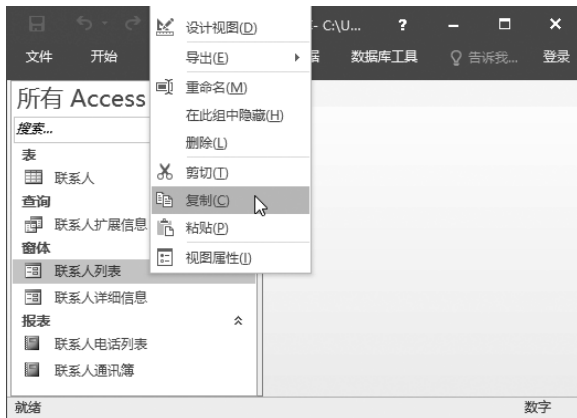 - C:\U... ?
文件 开始 数据库工具 告诉我... 登录
设计视图(D)
导出(E)
重命名(M)
在此组中隐藏(H)
删除(L)
剪切(T)
复制(C)
粘贴(P)
视图属性(I)
所有 Access
搜索...
表
联系人
查询
联系人扩展信息
窗体
联系人列表
联系人详细信息
报表
联系人电话列表
联系人通讯簿
就绪 数字